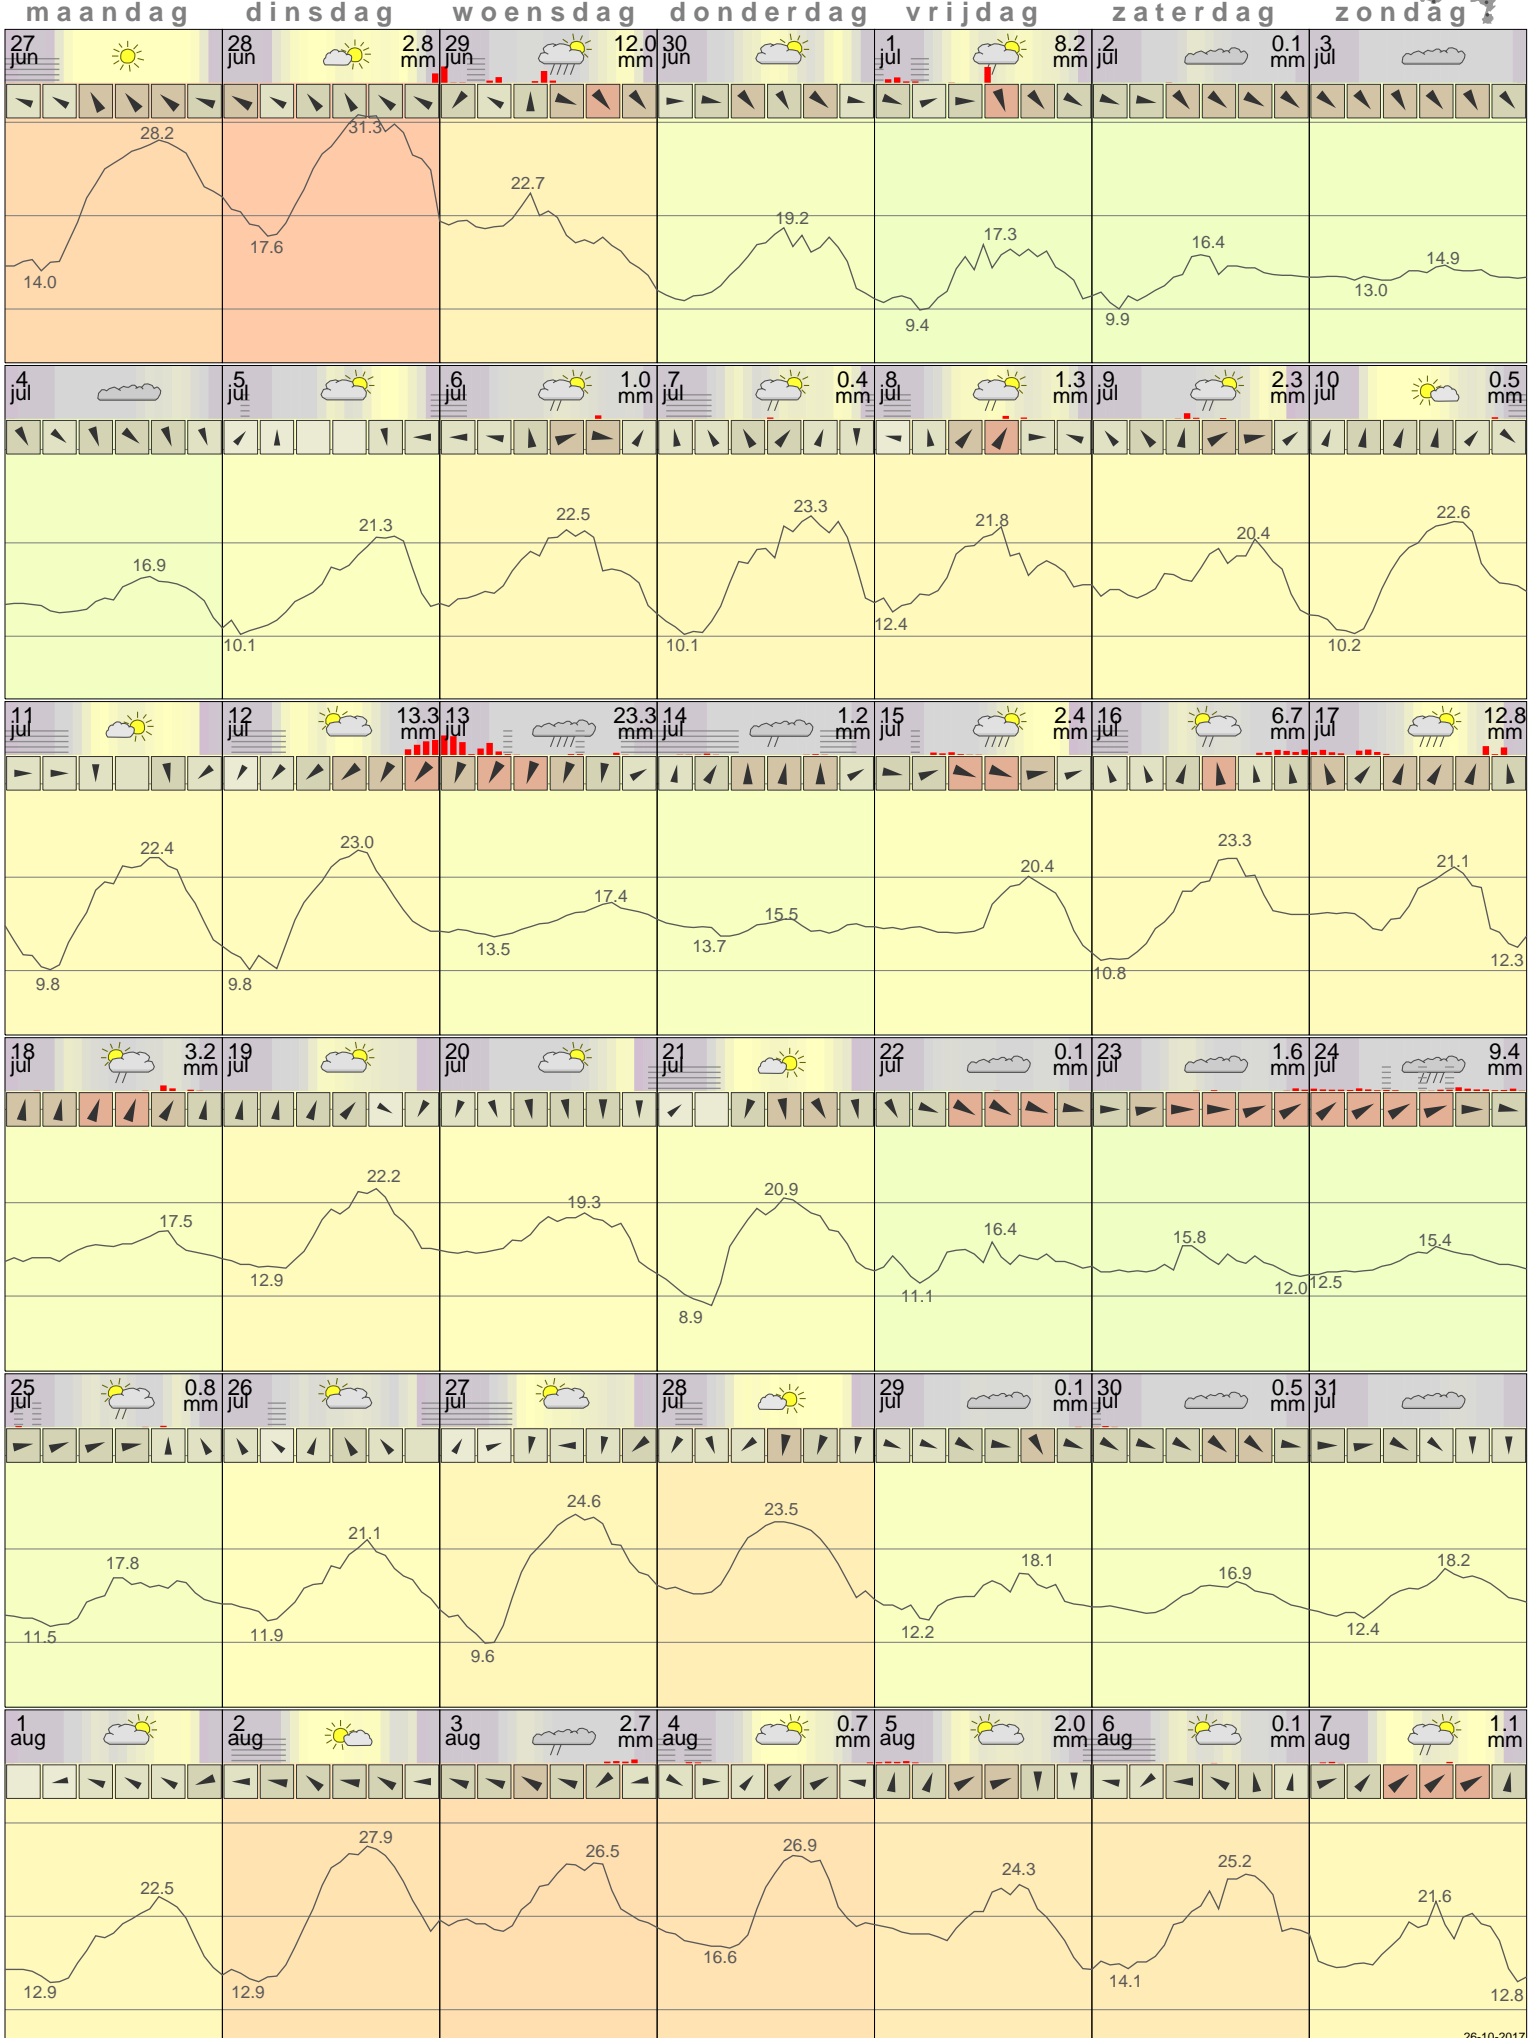 maandag dinsdag woensdag donderdag vrijdag zaterdag zondag
27 28 2.8 29 12.0 30 1 8.2 2 0.1 3
jun jun mm jun mm jun jul mm jul mm jul
28.2 31.3 22.7 19.2 17.3 16.4 14.9
14.0 17.6 9.4 9.9 13.0
4 5 6 1.0 7 0.4 8 1.3 9 2.3 10 0.5
jul jul jul mm jul mm jul mm jul mm jul mm
16.9 21.3 22.5 23.3 21.8 20.4 22.6
10.1 10.1 12.4 10.2
11 12 13.3 13 23.3 14 1.2 15 2.4 16 6.7 17 12.8
jul jul mm jul mm jul mm jul mm jul mm jul mm
22.4 23.0 17.4 15.5 20.4 23.3 21.1
9.8 9.8 13.5 13.7 10.8 12.3
18 3.2 19 20 21 22 0.1 23 1.6 24 9.4
jul mm jul jul jul jul mm jul mm jul mm
17.5 22.2 19.3 20.9 16.4 15.8 15.4
12.9 8.9 11.1 12.0 12.5
25 0.8 26 27 28 29 0.1 30 0.5 31
jul mm jul jul jul jul mm jul mm jul
17.8 21.1 24.6 23.5 18.1 16.9 18.2
11.5 11.9 9.6 12.2 12.4
1 2 3 2.7 4 0.7 5 2.0 6 0.1 7 1.1
aug aug aug mm aug mm aug mm aug mm aug mm
22.5 27.9 26.5 26.9 24.3 25.2 21.6
12.9 12.9 16.6 14.1 12.8
26-10-2017